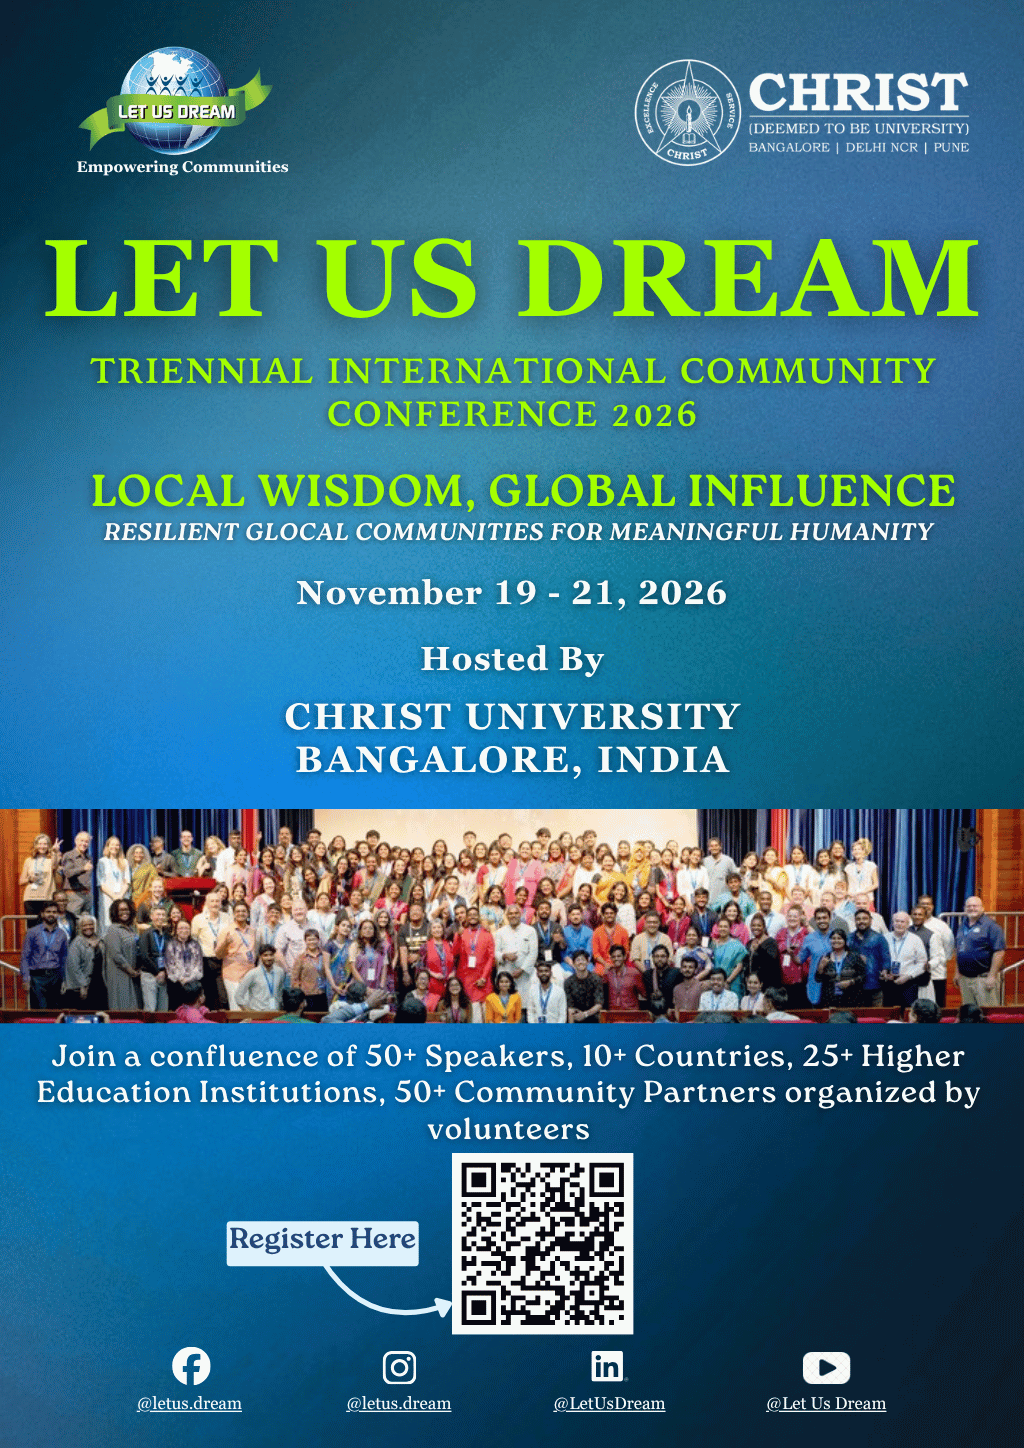 LET US DREAM
Empowering Communities
EXCELLENCE
SERVICE
CHRIST
CHRIST
(DEEMED TO BE UNIVERSITY)
BANGALORE | DELHI NCR | PUNE
LET US DREAM
TRIENNIAL INTERNATIONAL COMMUNITY
CONFERENCE 2026
LOCAL WISDOM, GLOBAL INFLUENCE
RESILIENT GLOCAL COMMUNITIES FOR MEANINGFUL HUMANITY
November 19 - 21, 2026
Hosted By
CHRIST UNIVERSITY
BANGALORE, INDIA
Join a confluence of 50+ Speakers, 10+ Countries, 25+ Higher
Education Institutions, 50+ Community Partners organized by
volunteers
Register Here
@letus.dream
@letus.dream
@LetUsDream
@Let Us Dream